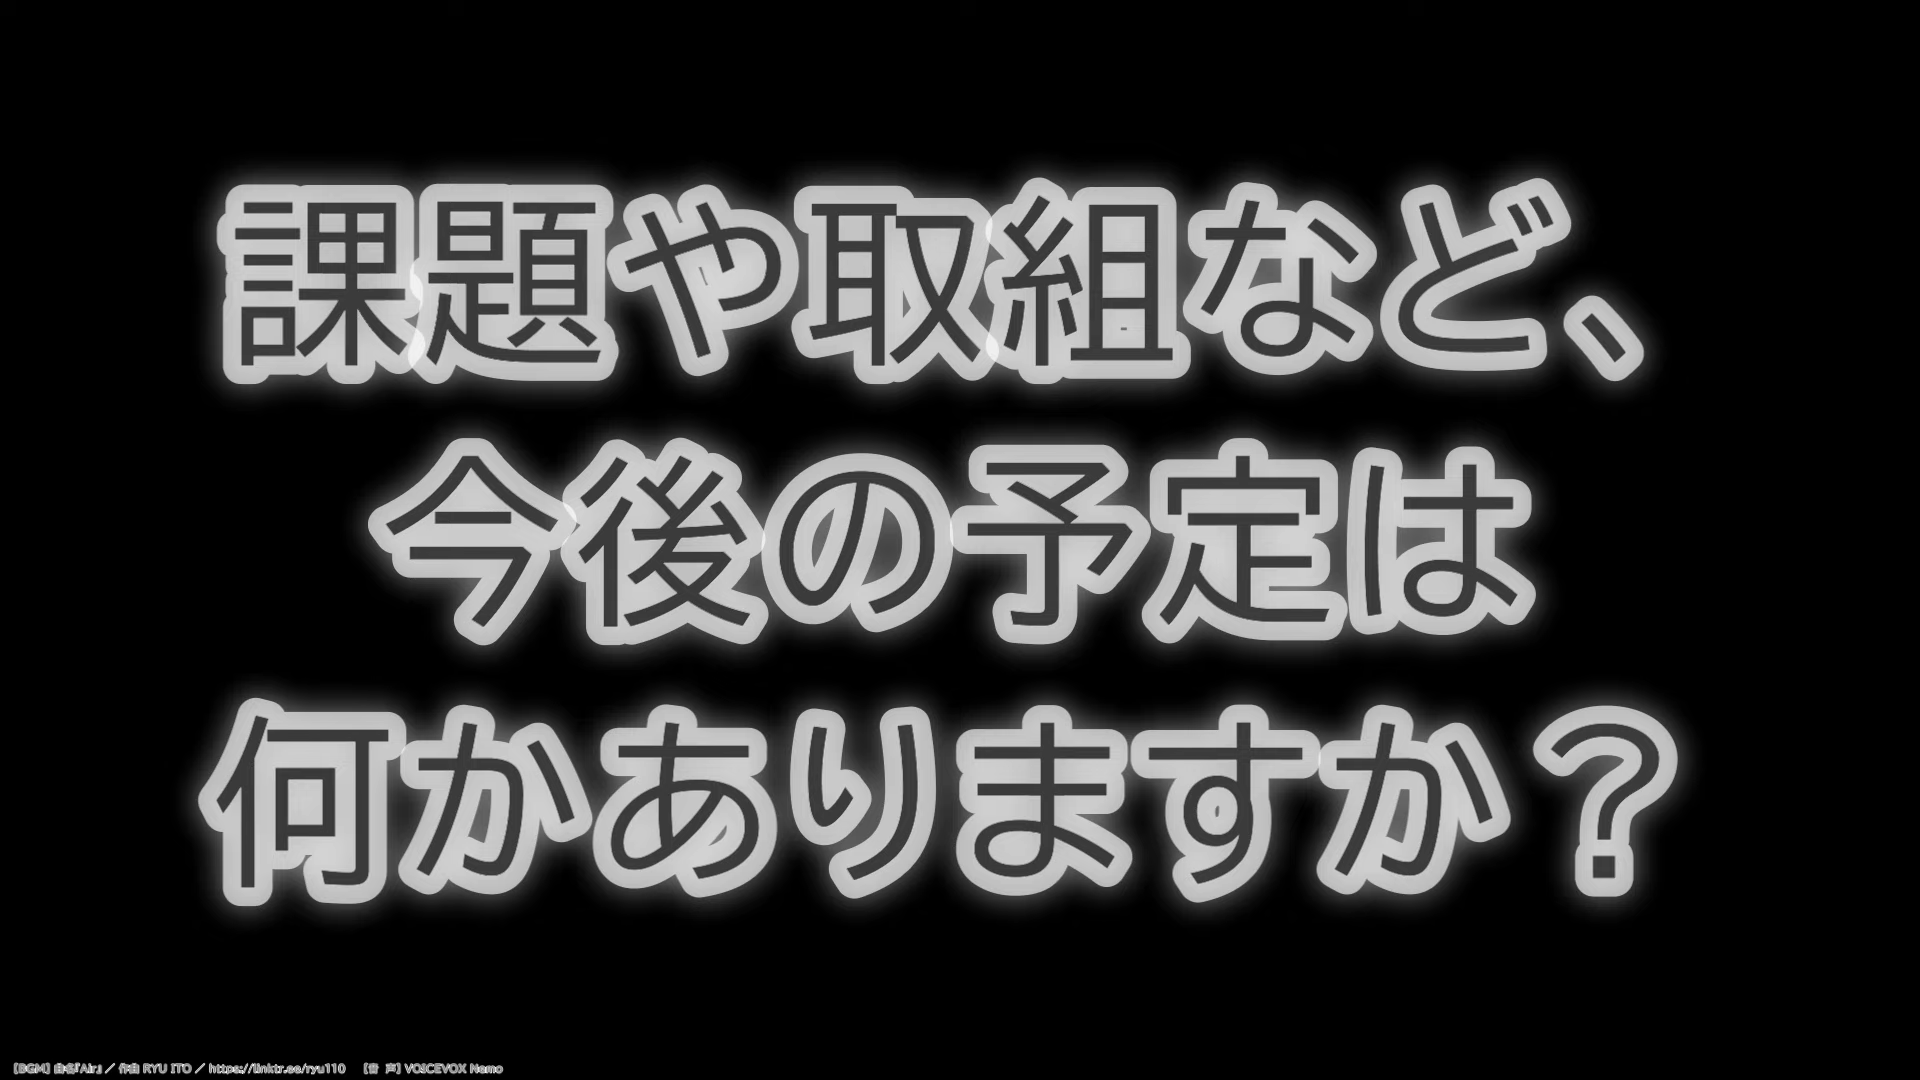 課題や取組など、
今後の予定は
何かありますか？
[BGM] 曲名『Air』 ／ 作曲 RYU ITO ／ https://linktr.ee/ryu110 [音 声] VOICEVOX Nemo